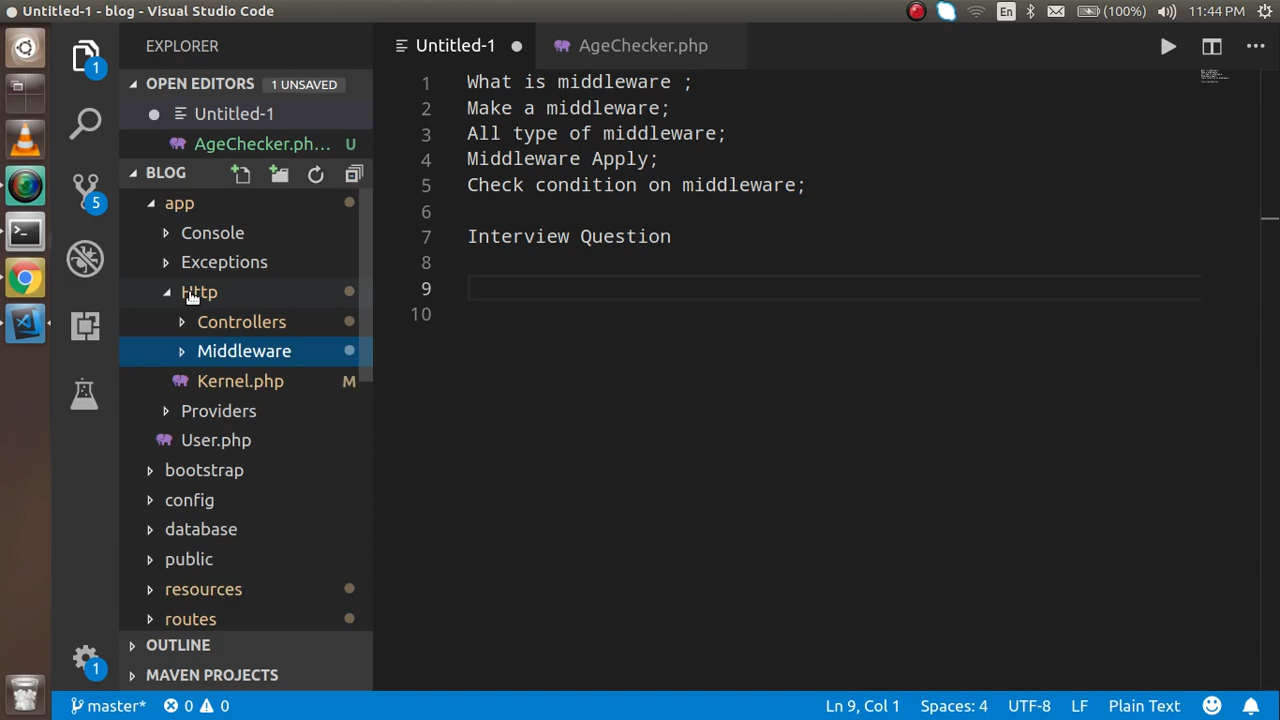 Untitled-1 - blog - Visual Studio Code
En
(100%)
11:44 PM
EXPLORER
Untitled-1
AgeChecker.php
OPEN EDITORS
1 UNSAVED
Untitled-1
AgeChecker.ph...
U
BLOG
app
Console
Exceptions
Http
Controllers
Middleware
Kernel.php
M
Providers
User.php
bootstrap
config
database
public
resources
routes
OUTLINE
MAVEN PROJECTS
1
5
1
1 What is middleware ;
2 Make a middleware;
3 All type of middleware;
4 Middleware Apply;
5 Check condition on middleware;
6
7 Interview Question
8
9
10
master*
0
0
Ln 9, Col 1
Spaces: 4
UTF-8
LF
Plain Text